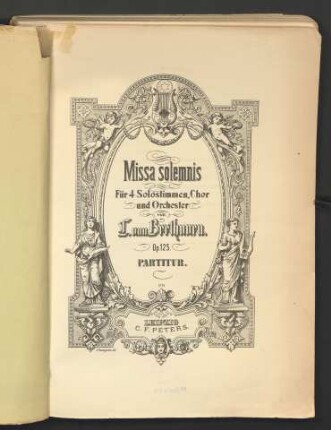 Missa solemnis
Für 4 Solostimmen, Chor
und Orchester
von
L. van Beethoven.
Op. 123.
PARTITUR.
LEIPZIG
C. F. PETERS.